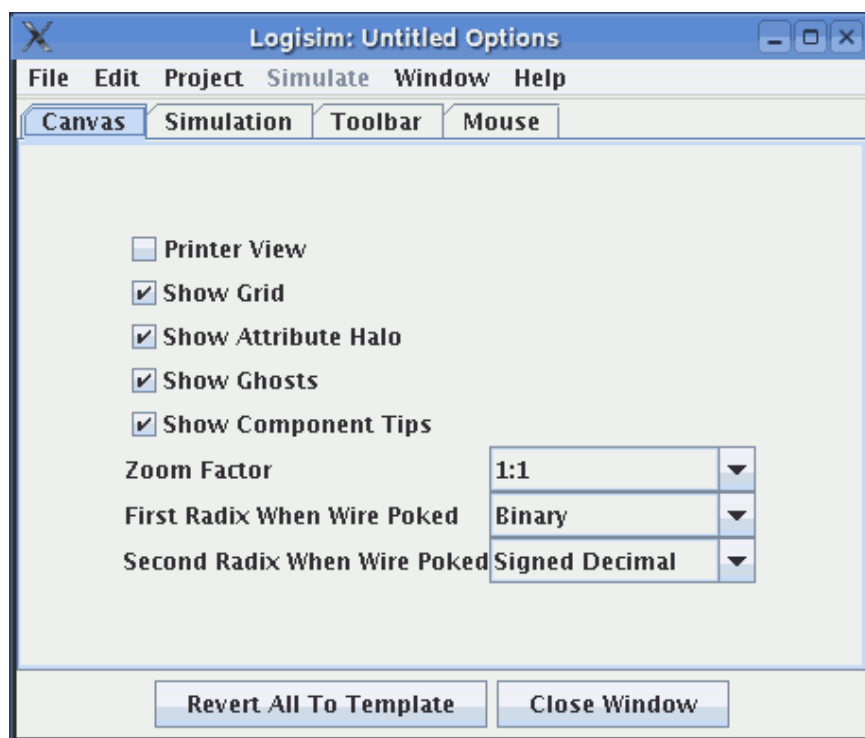 Logisim: Untitled Options
File Edit Project Simulate Window Help
Canvas Simulation Toolbar Mouse
Printer View
Show Grid
Show Attribute Halo
Show Ghosts
Show Component Tips
Zoom Factor 1:1
First Radix When Wire Poked Binary
Second Radix When Wire Poked Signed Decimal
Revert All To Template Close Window